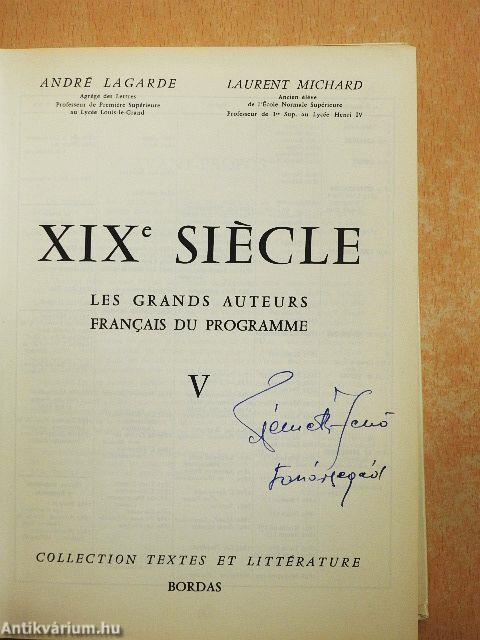 ANDRÉ LAGARDE
Agrégé des Lettres
Professeur de Première Supérieure
au Lycée Louis-le-Grand
LAURENT MICHARD
Ancien élève
de l'École Normale Supérieure
Professeur de 1re Sup. au Lycée Henri IV
XIXe SIÈCLE
LES GRANDS AUTEURS
FRANÇAIS DU PROGRAMME
V
Jenő
COLLECTION TEXTES ET LITTÉRATURE
BORDAS
Antikvárium.hu